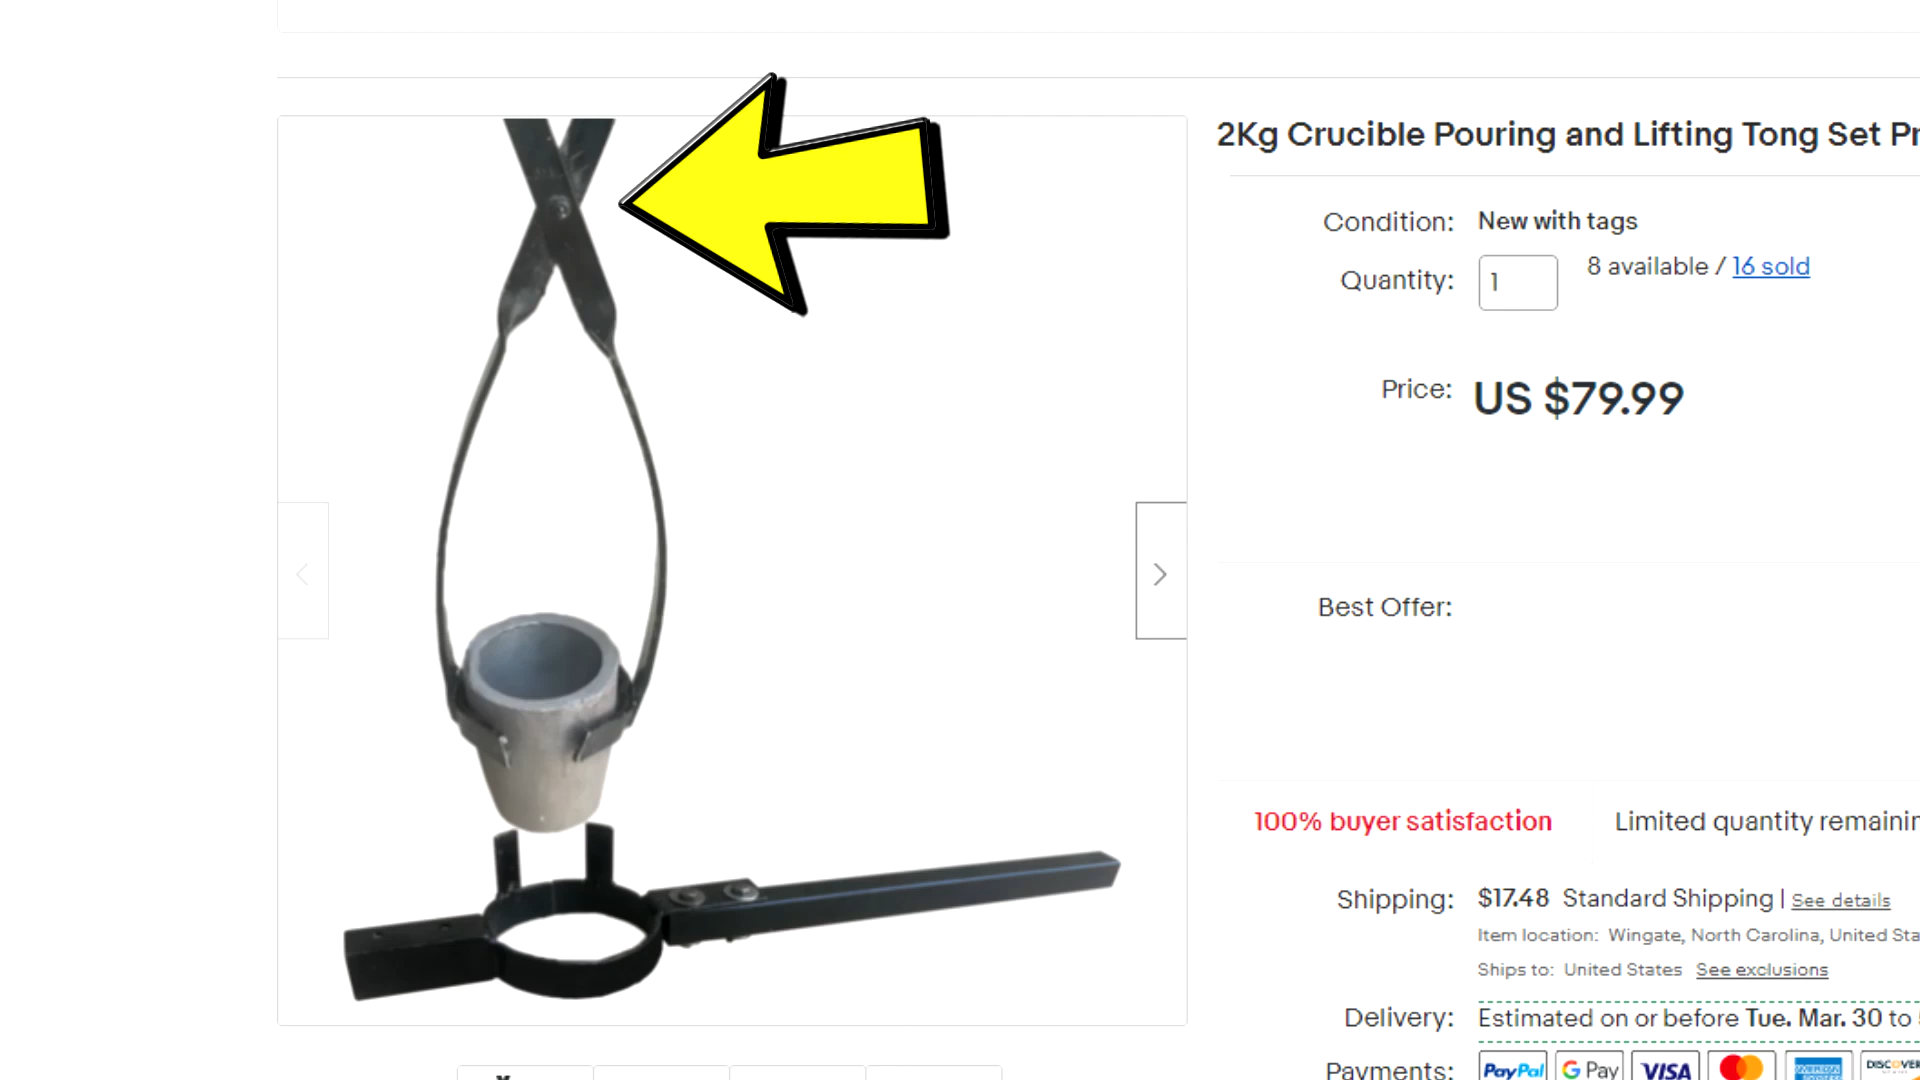 2Kg Crucible Pouring and Lifting Tong Set
Condition: New with tags
Quantity: 1 8 available / 16 sold
Price: US $79.99
Best Offer:
100% buyer satisfaction Limited quantity
Shipping: $17.48 Standard Shipping | See details
Item location: Wingate, North Carolina, United
Ships to: United States See exclusions
Delivery: Estimated on or before Tue. Mar. 30 to
Payments: PayPal G Pay VISA DISCOVER